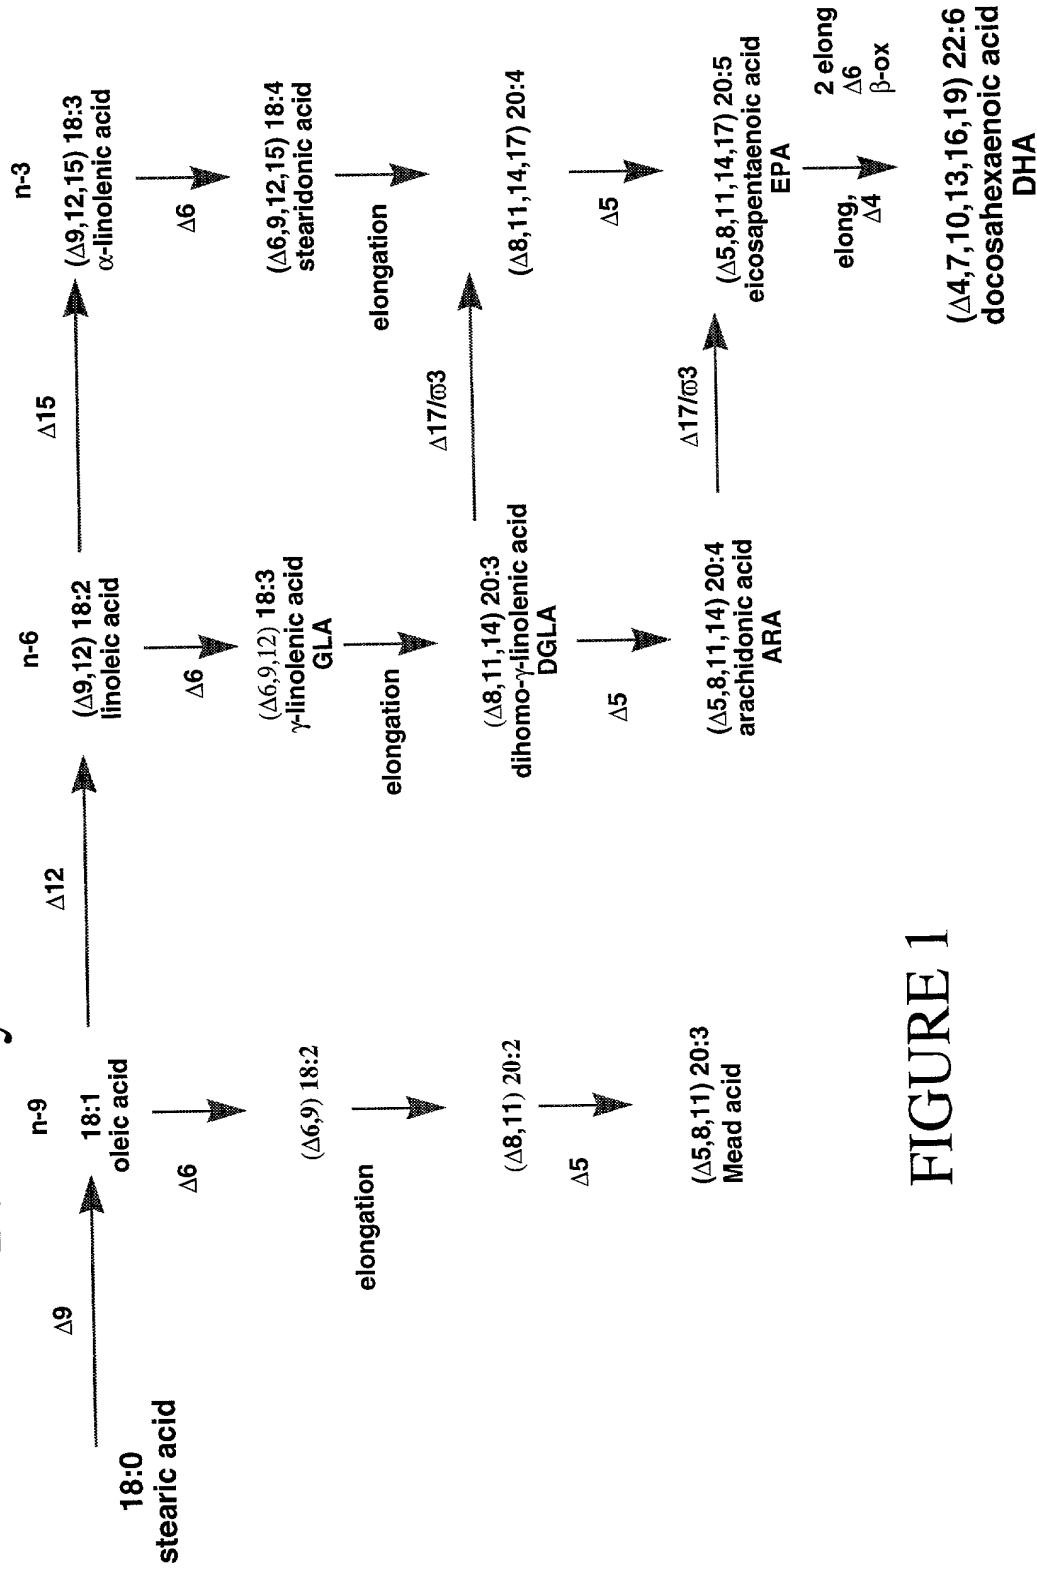 n-9
n-6
n-3
18:0
stearic acid
Δ9
18:1
oleic acid
Δ12
(Δ9,12) 18:2
linoleic acid
Δ15
(Δ9,12,15) 18:3
α-linolenic acid
Δ6
Δ6
Δ6
(Δ6,9) 18:2
(Δ6,9,12) 18:3
γ-linolenic acid
GLA
(Δ6,9,12,15) 18:4
stearidonic acid
elongation
elongation
elongation
(Δ8,11) 20:2
(Δ8,11,14) 20:3
dihomo-γ-linolenic acid
DGLA
Δ17/ϖ3
(Δ8,11,14,17) 20:4
Δ5
Δ5
Δ5
(Δ5,8,11) 20:3
Mead acid
(Δ5,8,11,14) 20:4
arachidonic acid
ARA
Δ17/ϖ3
(Δ5,8,11,14,17) 20:5
eicosapentaenoic acid
EPA
elong,
Δ4
2 elong
Δ6
β-ox
(Δ4,7,10,13,16,19) 22:6
docosahexaenoic acid
DHA
FIGURE 1